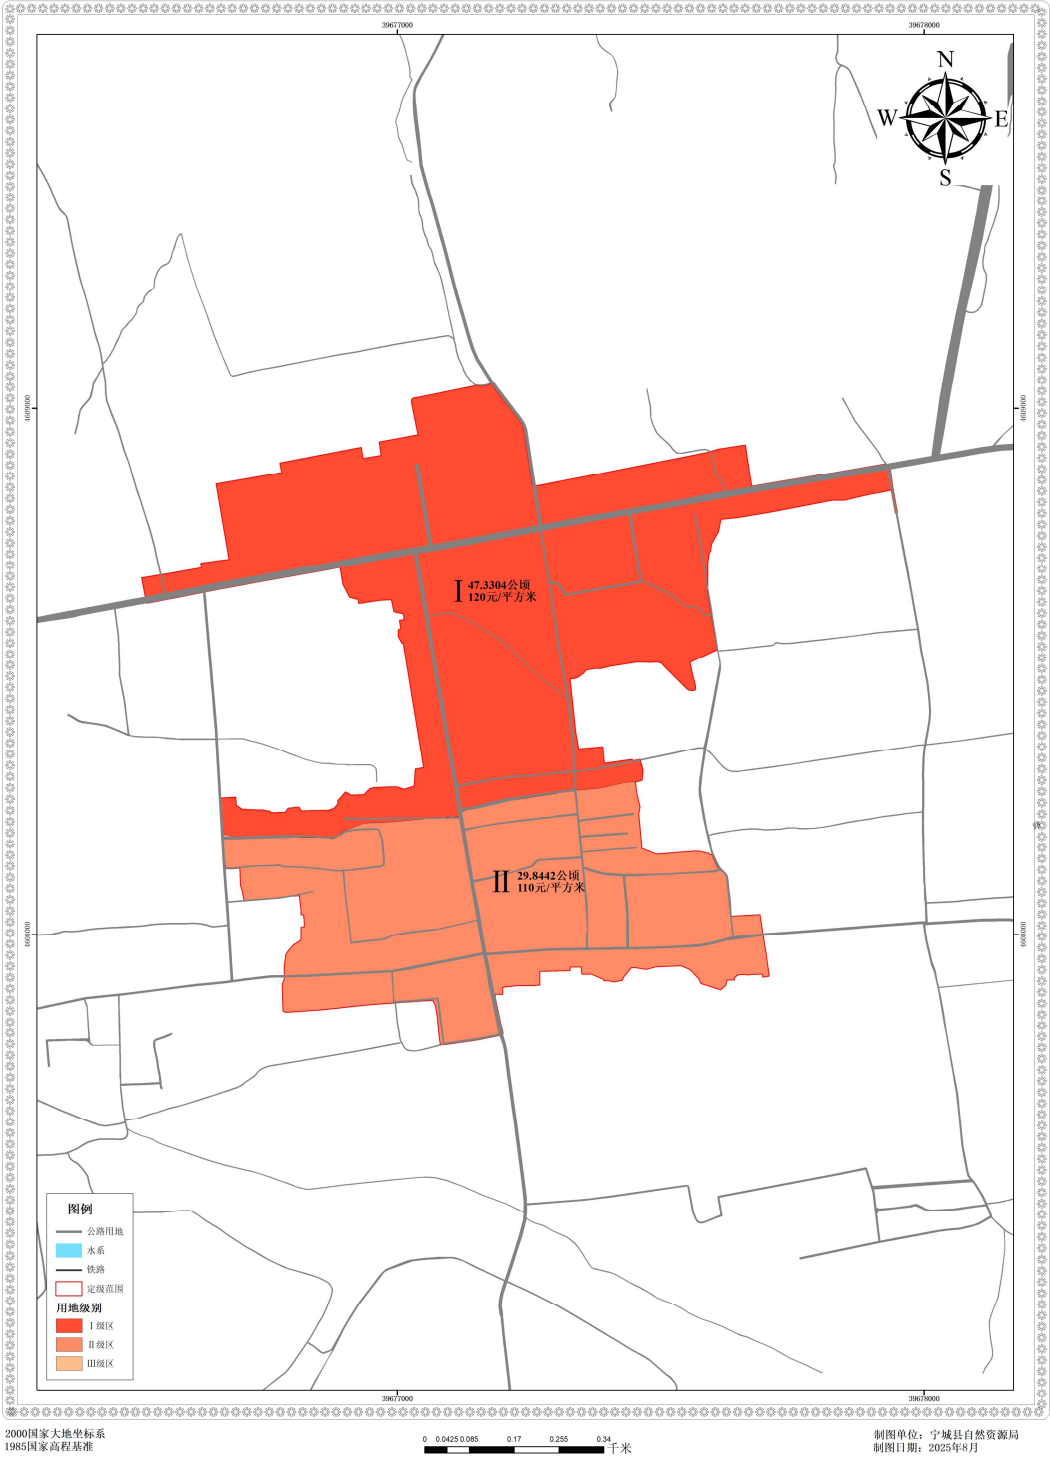 39677000
39678000
N
W
E
S
4609000
4609000
I
47.3304公顷
120元/平方米
II
29.8442公顷
110元/平方米
4608000
4608000
图例
公路用地
水系
铁路
定级范围
用地级别
I级区
II级区
III级区
39677000
39678000
2000国家大地坐标系
1985国家高程基准
0 0.0425 0.085 0.17 0.255 0.34
千米
制图单位：宁城县自然资源局
制图日期：2025年8月